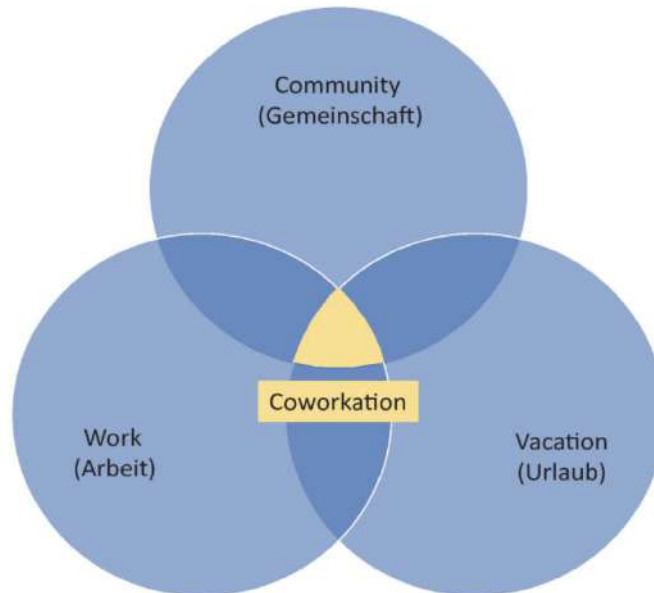 Community
(Gemeinschaft)
Coworkation
Work
(Arbeit)
Vacation
(Urlaub)